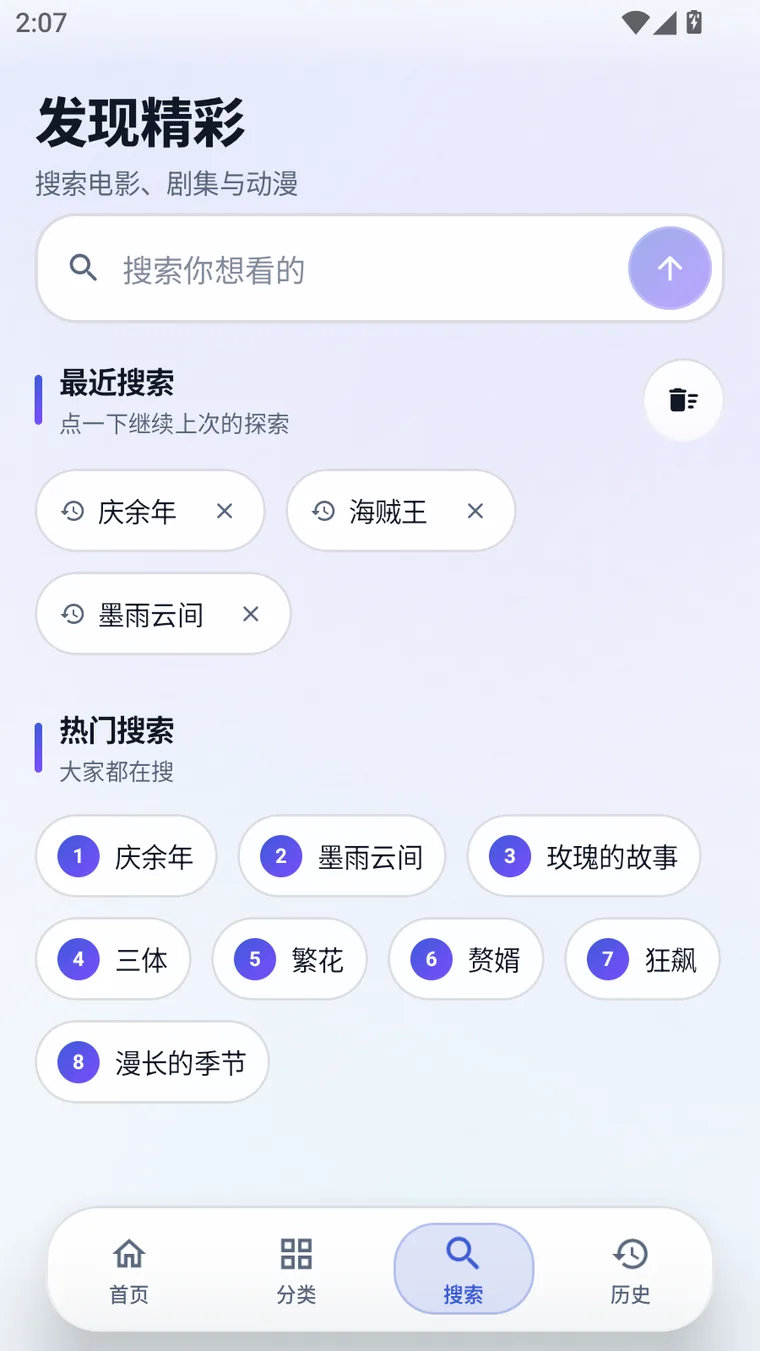 2:07
发现精彩
搜索电影、剧集与动漫
搜索你想看的
最近搜索
点一下继续上次的探索
庆余年
海贼王
墨雨云间
热门搜索
大家都在搜
1 庆余年
2 墨雨云间
3 玫瑰的故事
4 三体
5 繁花
6 赘婿
7 狂飙
8 漫长的季节
首页
分类
搜索
历史